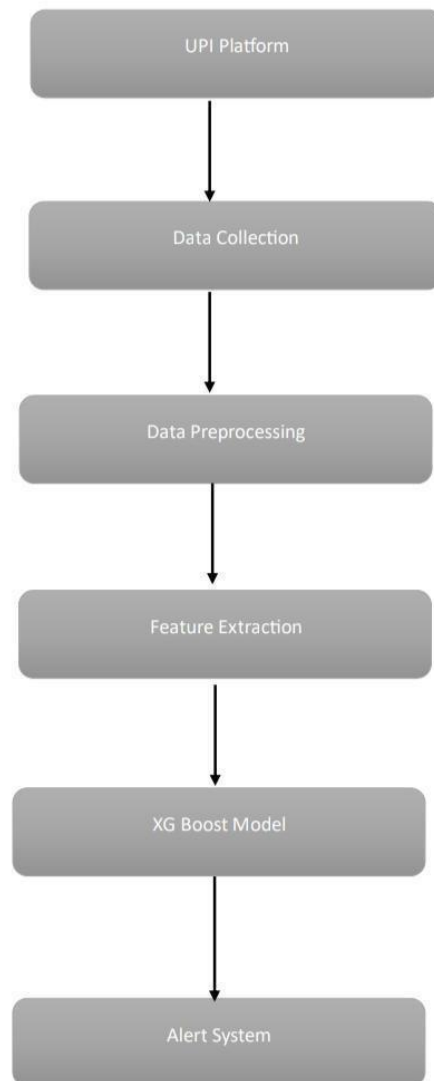 UPI Platform
Data Collection
Data Preprocessing
Feature Extraction
XG Boost Model
Alert System